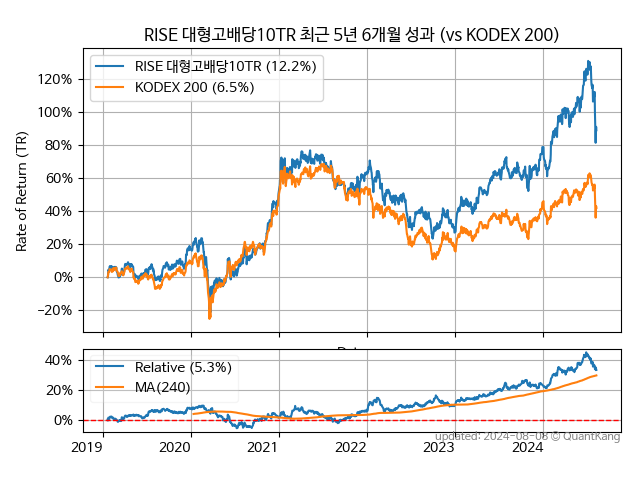 RISE 대형고배당10TR 최근 5년 6개월 성과 (vs KODEX 200)
Rate of Return (TR)
RISE 대형고배당10TR (12.2%)
KODEX 200 (6.5%)
120%
100%
80%
60%
40%
20%
0%
−20%
Relative (5.3%)
MA(240)
40%
20%
0%
2019 2020 2021 2022 2023 2024
updated: 2024-08-08 © QuantKang